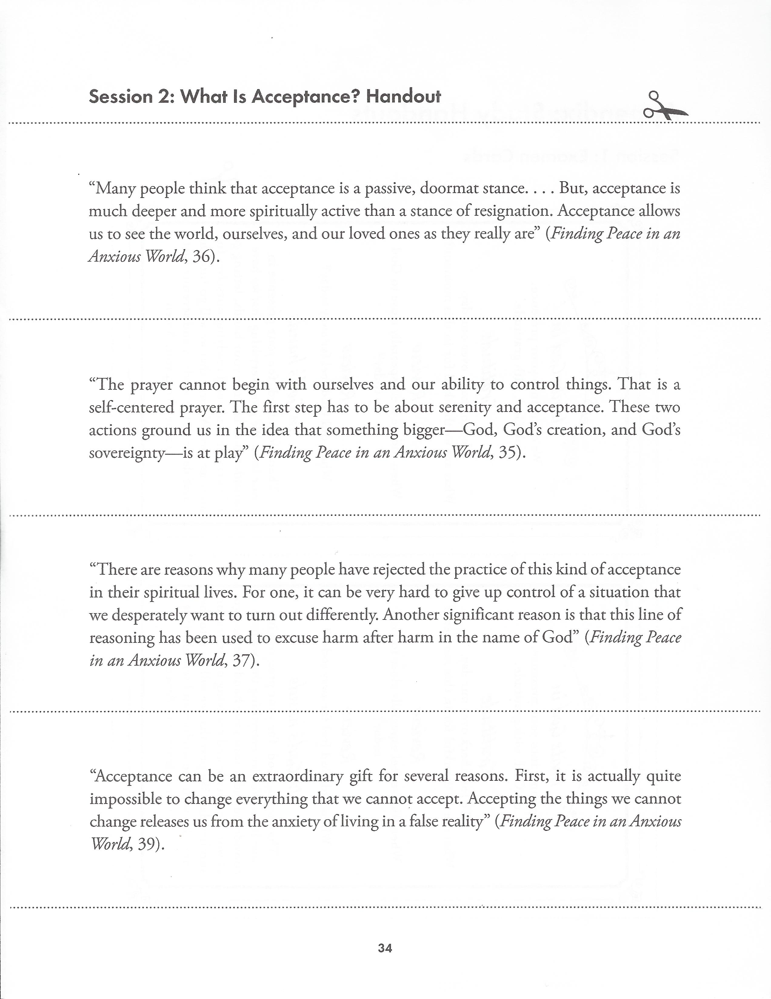 Session 2: What Is Acceptance? Handout
“Many people think that acceptance is a passive, doormat stance. . . . But, acceptance is
much deeper and more spiritually active than a stance of resignation. Acceptance allows
us to see the world, ourselves, and our loved ones as they really are” (Finding Peace in an
Anxious World, 36).
“The prayer cannot begin with ourselves and our ability to control things. That is a
self-centered prayer. The first step has to be about serenity and acceptance. These two
actions ground us in the idea that something bigger—God, God’s creation, and God’s
sovereignty—is at play” (Finding Peace in an Anxious World, 35).
“There are reasons why many people have rejected the practice of this kind of acceptance
in their spiritual lives. For one, it can be very hard to give up control of a situation that
we desperately want to turn out differently. Another significant reason is that this line of
reasoning has been used to excuse harm after harm in the name of God” (Finding Peace
in an Anxious World, 37).
“Acceptance can be an extraordinary gift for several reasons. First, it is actually quite
impossible to change everything that we cannot accept. Accepting the things we cannot
change releases us from the anxiety of living in a false reality” (Finding Peace in an Anxious
World, 39).
34